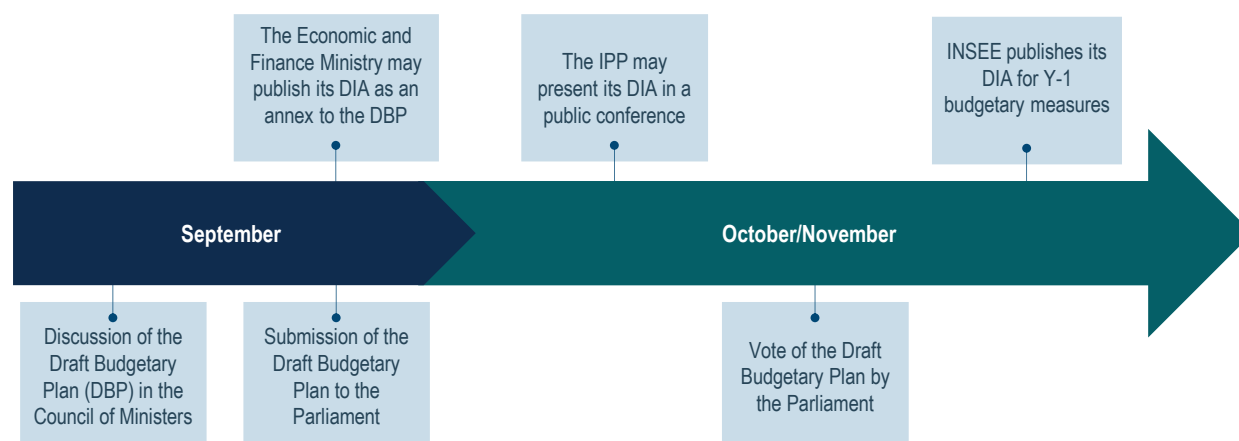 The Economic and
Finance Ministry may
publish its DIA as an
annex to the DBP
The IPP may
present its DIA in a
public conference
INSEE publishes its
DIA for Y-1
budgetary measures
September
October/November
Discussion of the
Draft Budgetary
Plan (DBP) in the
Council of Ministers
Submission of the
Draft Budgetary
Plan to the
Parliament
Vote of the Draft
Budgetary Plan by
the Parliament